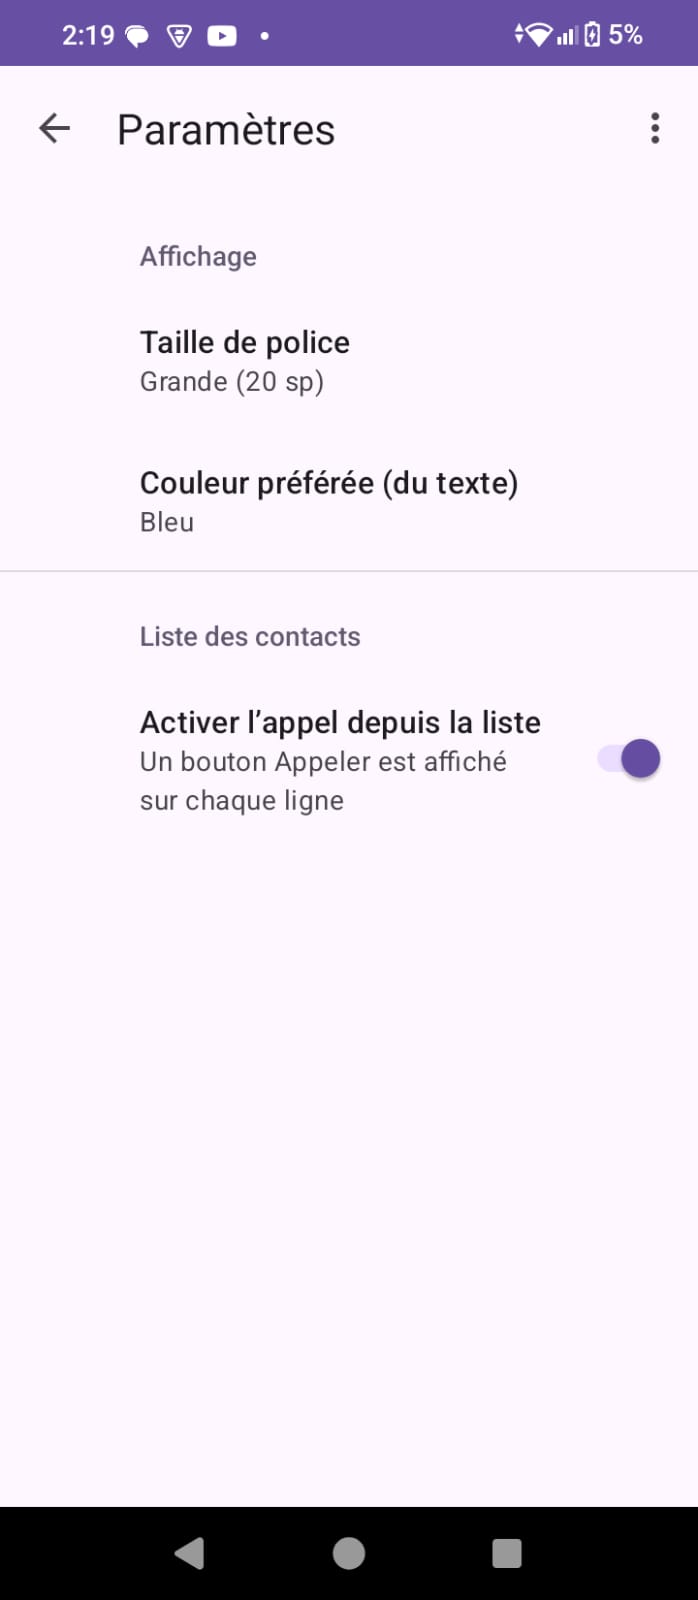 2:19 5%
Paramètres
Affichage
Taille de police
Grande (20 sp)
Couleur préférée (du texte)
Bleu
Liste des contacts
Activer l’appel depuis la liste
Un bouton Appeler est affiché
sur chaque ligne